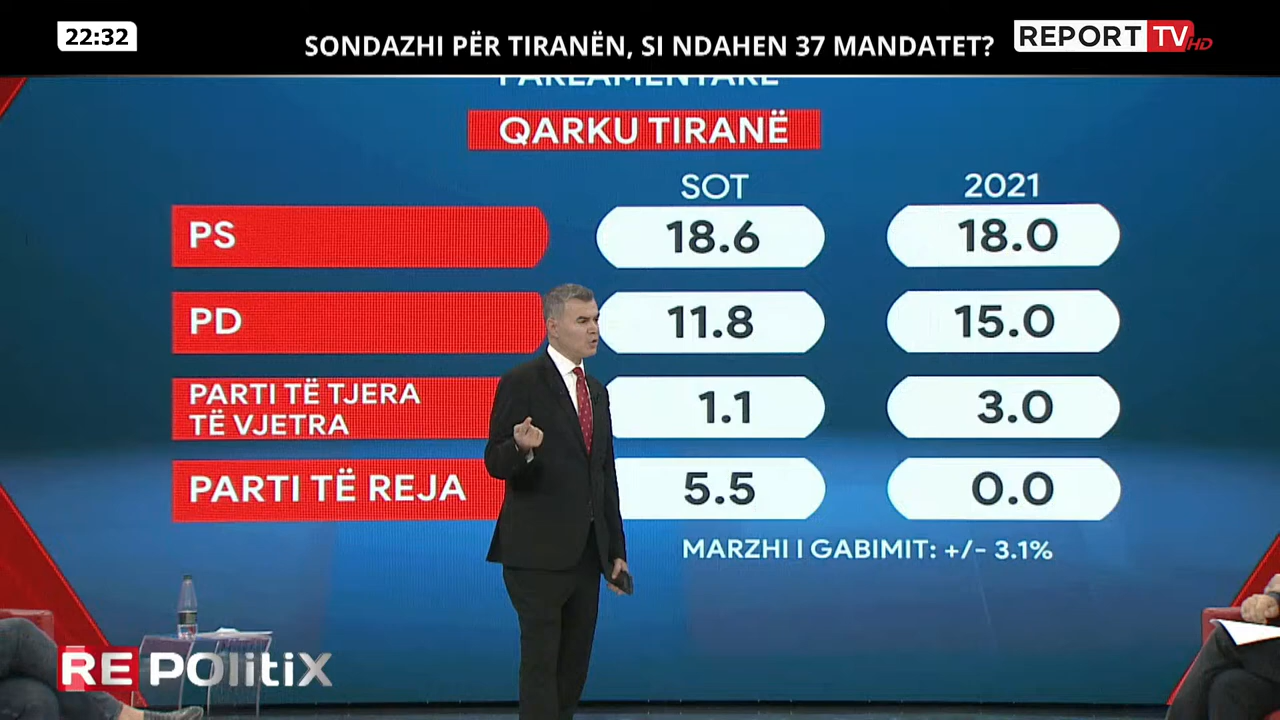 22:32
SONDAZHI PËR TIRANËN, SI NDAHEN 37 MANDATET?
REPORT TV HD
PARLAMENTARE
QARKU TIRANË
SOT 2021
PS 18.6 18.0
PD 11.8 15.0
PARTI TË TJERA
TË VJETRA 1.1 3.0
PARTI TË REJA 5.5 0.0
MARZHI I GABIMIT: +/- 3.1%
RE POlitiX